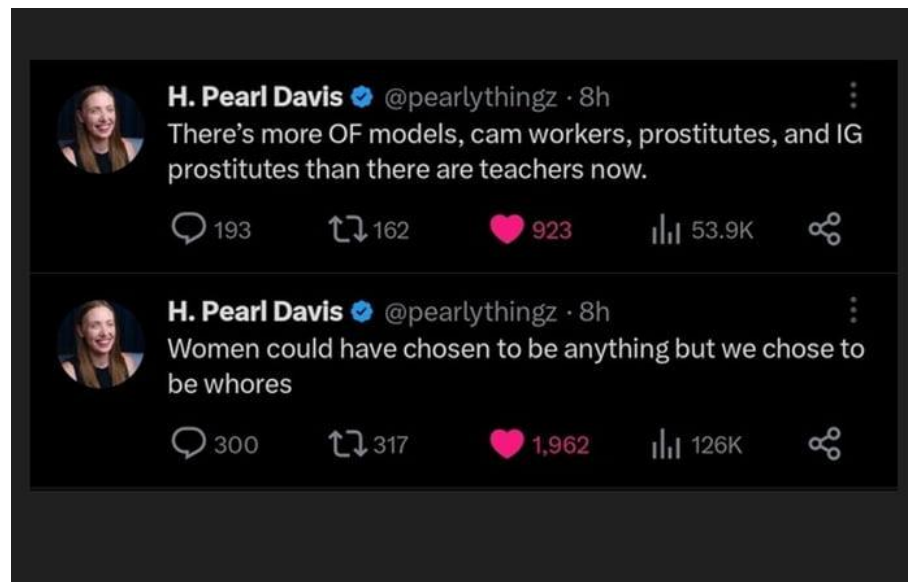 H. Pearl Davis @pearlythingz · 8h
There’s more OF models, cam workers, prostitutes, and IG
prostitutes than there are teachers now.
193 162 923 53.9K
H. Pearl Davis @pearlythingz · 8h
Women could have chosen to be anything but we chose to
be whores
300 317 1,962 126K